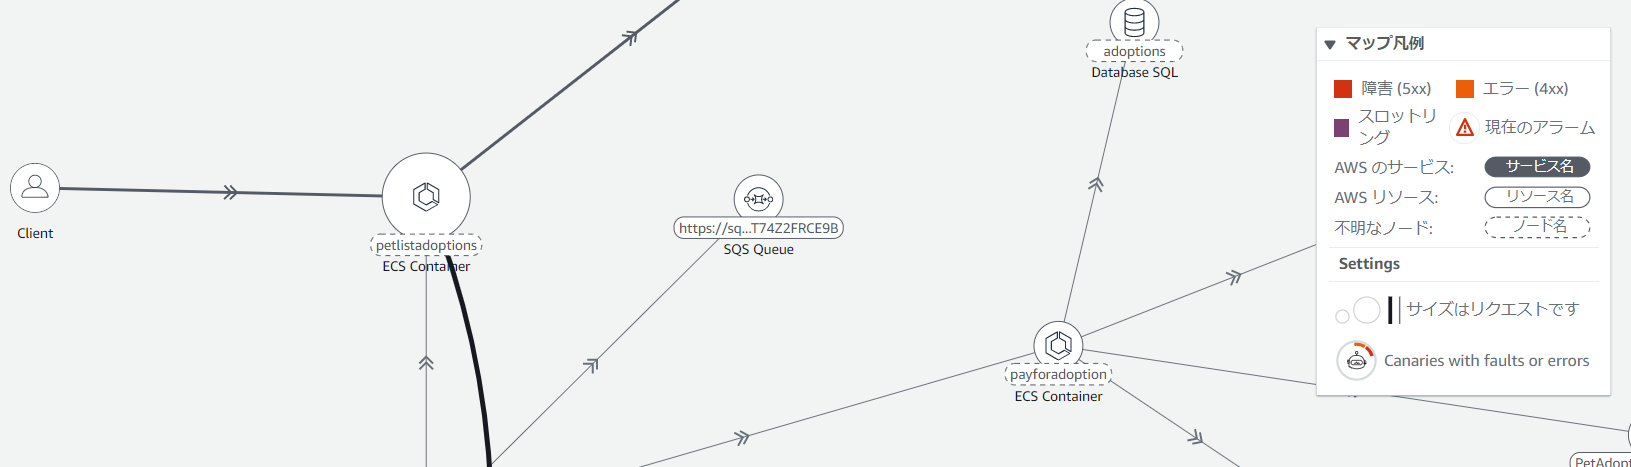 adoptions
Database SQL
Client
petlistadoptions
ECS Container
https://sq...T74Z2FRCE9B
SQS Queue
payforadoption
ECS Container
マップ凡例
障害 (5xx)
エラー (4xx)
スロットリ
ング
現在のアラーム
AWS のサービス:
サービス名
AWS リソース:
リソース名
不明なノード:
ノード名
Settings
サイズはリクエストです
Canaries with faults or errors
PetAdopt